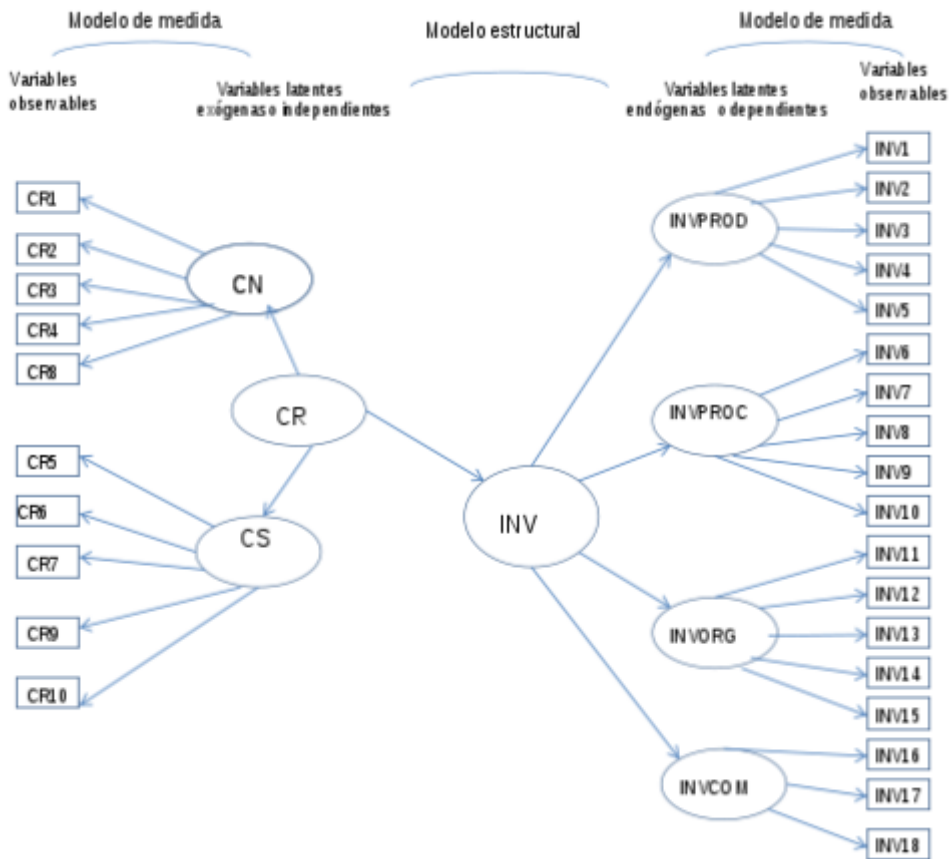 Modelo de medida
Modelo estructural
Modelo de medida
Variables
observables
Variables latentes
exógenas o independientes
Variables latentes
endógenas o dependientes
Variables
observables
CR1
CR2
CR3
CR4
CR8
CR5
CR6
CR7
CR9
CR10
CN
CR
CS
INV
INVPROD
INVPROC
INVORG
INVCOM
INV1
INV2
INV3
INV4
INV5
INV6
INV7
INV8
INV9
INV10
INV11
INV12
INV13
INV14
INV15
INV16
INV17
INV18